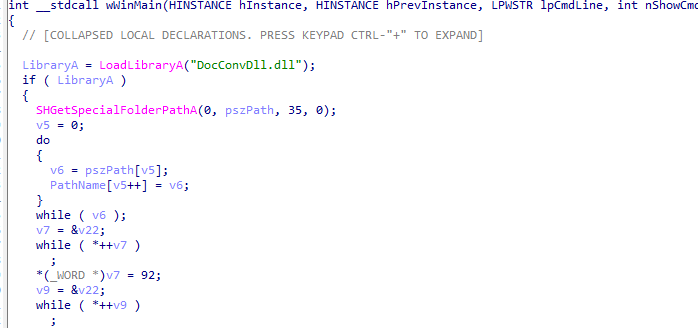 int __stdcall wWinMain(HINSTANCE hInstance, HINSTANCE hPrevInstance, LPWSTR lpCmdLine, int nShowCmd
{
// [COLLAPSED LOCAL DECLARATIONS. PRESS KEYPAD CTRL-"+" TO EXPAND]
LibraryA = LoadLibraryA("DocConvDll.dll");
if ( LibraryA )
{
SHGetSpecialFolderPathA(0, pszPath, 35, 0);
v5 = 0;
do
{
v6 = pszPath[v5];
PathName[v5++] = v6;
}
while ( v6 );
v7 = &v22;
while ( *++v7 )
;
*(_WORD *)v7 = 92;
v9 = &v22;
while ( *++v9 )
;